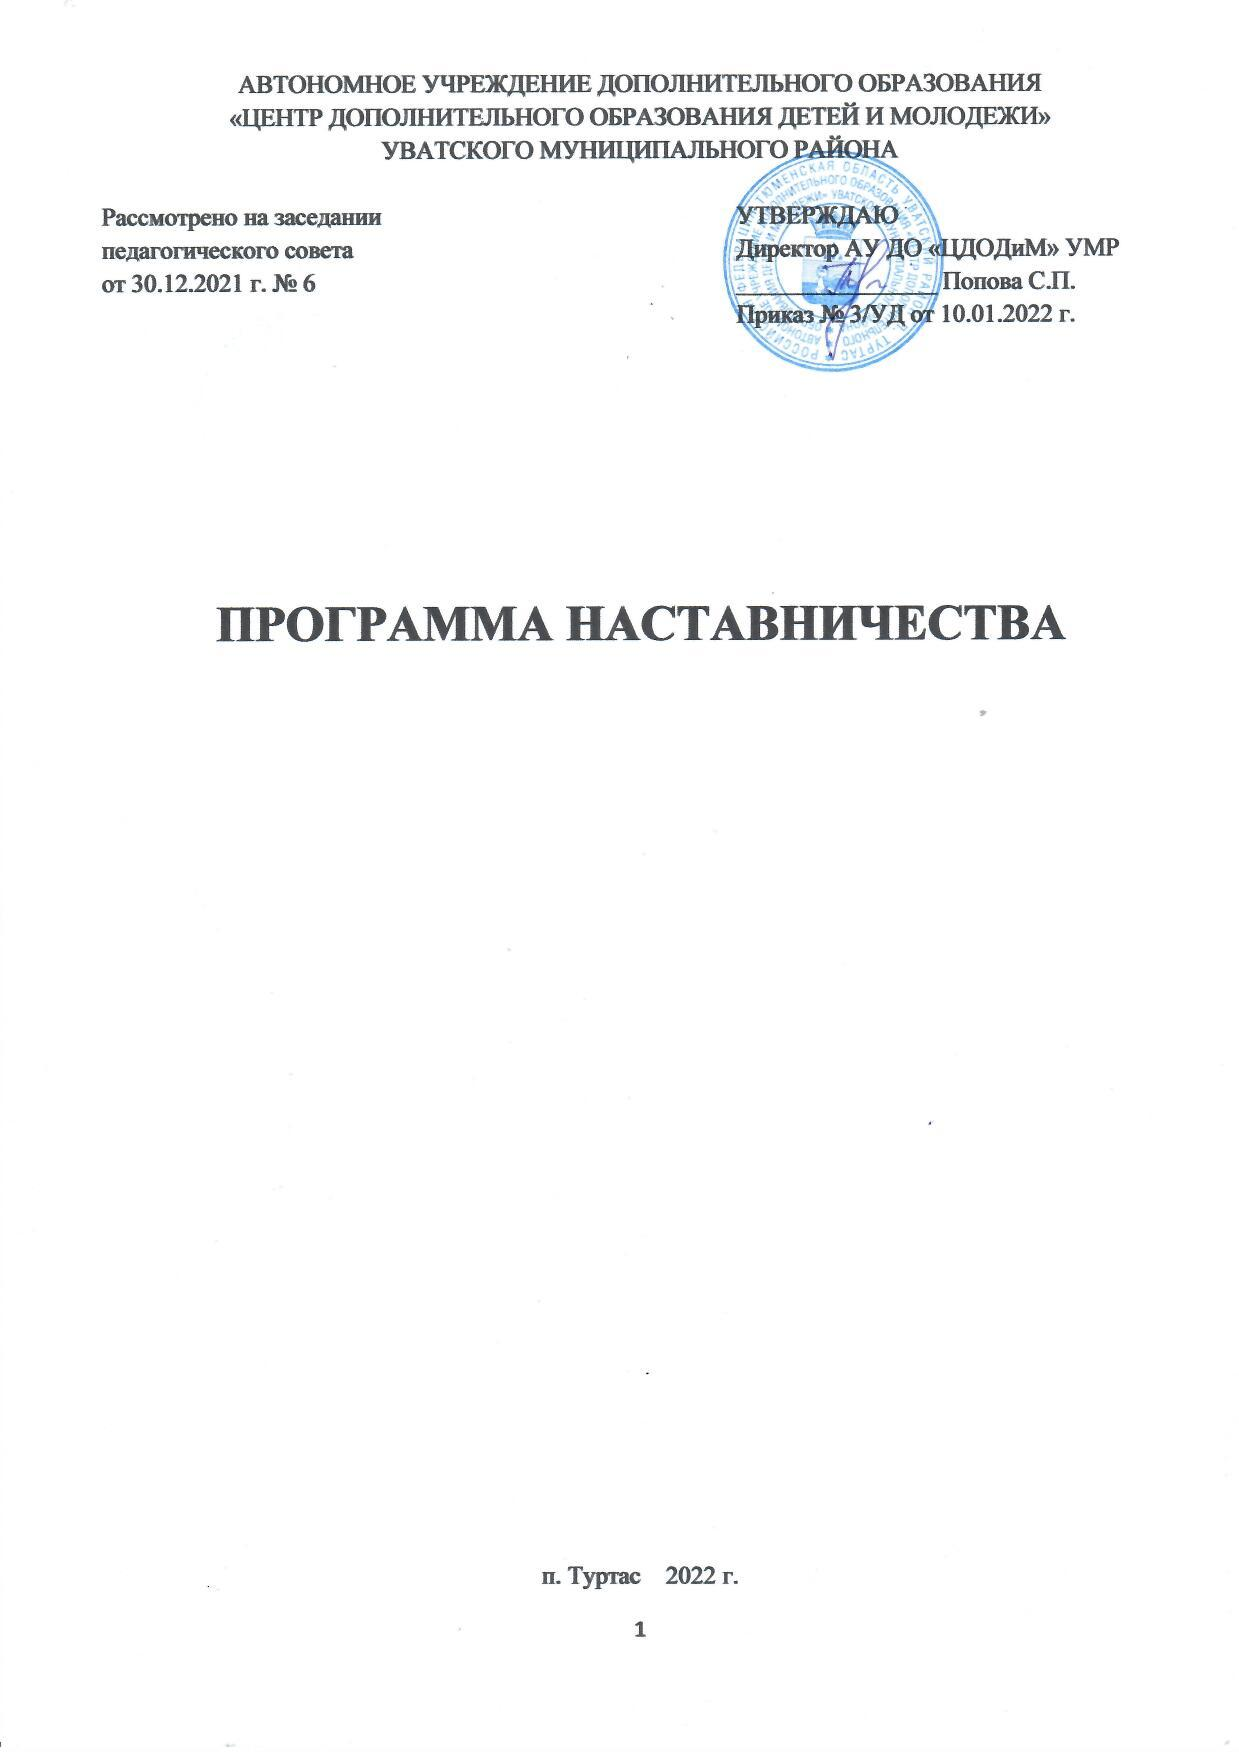 АВТОНОМНОЕ УЧРЕЖДЕНИЕ ДОПОЛНИТЕЛЬНОГО ОБРАЗОВАНИЯ
«ЦЕНТР ДОПОЛНИТЕЛЬНОГО ОБРАЗОВАНИЯ ДЕТЕЙ И МОЛОДЕЖИ»
УВАТСКОГО МУНИЦИПАЛЬНОГО РАЙОНА
Рассмотрено на заседании
педагогического совета
от 30.12.2021 г. № 6
УТВЕРЖДАЮ
Директор АУ ДО «ЦДОДиМ» УМР
Попова С.П.
Приказ № 3/УД от 10.01.2022 г.
ПРОГРАММА НАСТАВНИЧЕСТВА
п. Туртас 2022 г.
1